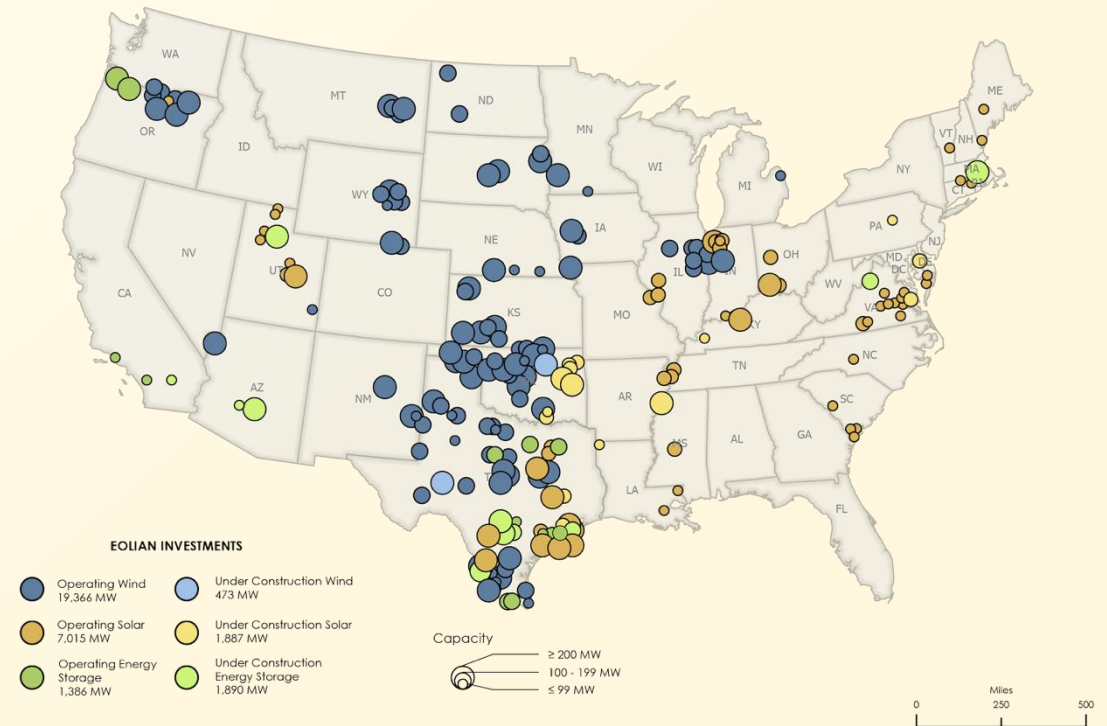 WA
MT
ND
ME
OR
MN
VT
NH
ID
WI
NY
MA
MI
CT
WY
PA
IA
NE
NJ
NV
OH
IL
IN
MD
DE
DC
UT
WV
CA
CO
VA
KS
MO
KY
NC
TN
AZ
NM
AR
SC
MS
AL
GA
LA
FL
EOLIAN INVESTMENTS
Operating Wind
19,366 MW
Under Construction Wind
473 MW
Operating Solar
7,015 MW
Under Construction Solar
1,887 MW
Operating Energy
Storage
1,386 MW
Under Construction
Energy Storage
1,890 MW
Capacity
≥ 200 MW
100 - 199 MW
≤ 99 MW
Miles
0 250 500